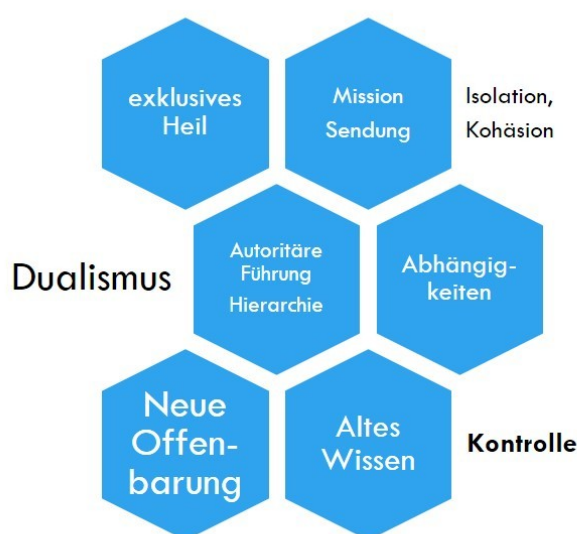 exklusives
Heil
Mission
Sendung
Isolation,
Kohäsion
Dualismus
Autoritäre
Führung
Hierarchie
Abhängig-
keiten
Neue
Offen-
barung
Altes
Wissen
Kontrolle